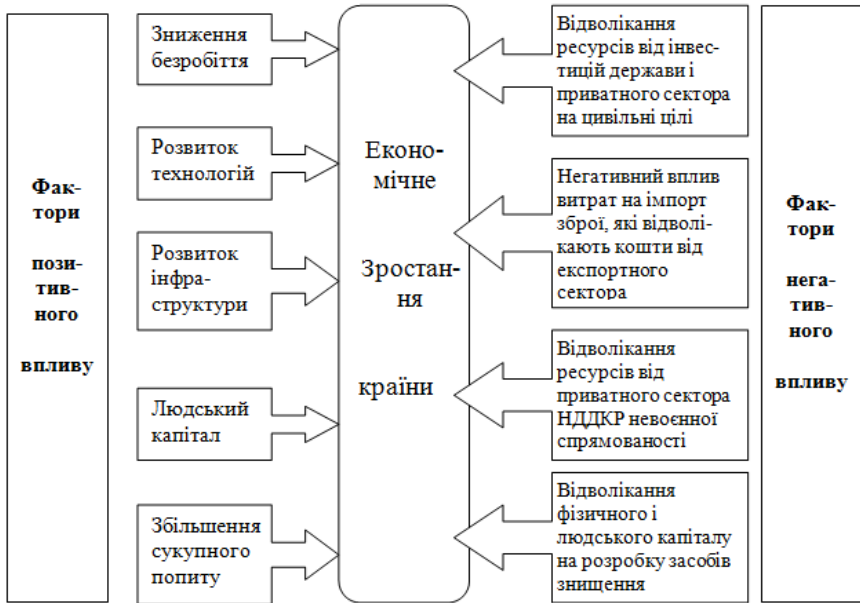 Фак-
тори
пози-
тив-
ного
впливу
Зниження
безробіття
Розвиток
технологій
Розвиток
інфра-
структури
Людський
капітал
Збільшення
сукупного
попиту
Еконо-
мічне
Зростан-
ня
країни
Відволікання
ресурсів від інвес-
тицій держави і
приватного сектора
на цивільні цілі
Негативний вплив
витрат на імпорт
зброї, які відволі-
кають кошти від
експортного
сектора
Відволікання
ресурсів від
приватного сектора
НДДКР невоєнної
спрямованості
Відволікання
фізичного і
людського капіталу
на розробку засобів
знищення
Фак-
тори
нега-
тив-
ного
впливу